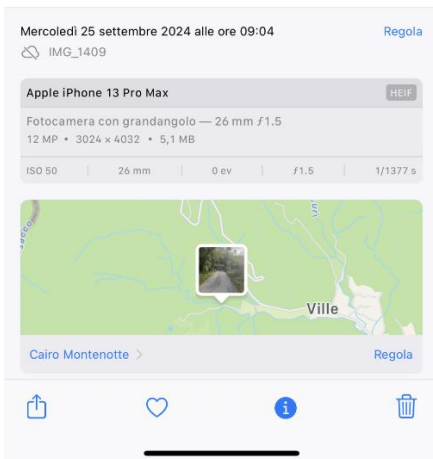 Mercoledì 25 settembre 2024 alle ore 09:04 Regola
IMG_1409
Apple iPhone 13 Pro Max HEIF
Fotocamera con grandangolo — 26 mm ƒ1.5
12 MP • 3024 × 4032 • 5,1 MB
ISO 50 26 mm 0 ev ƒ1.5 1/1377 s
Ville
Cairo Montenotte Regola